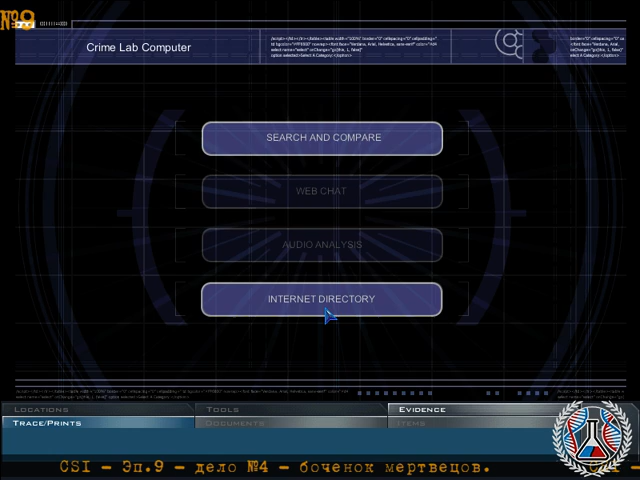 №9
Crime Lab Computer
SEARCH AND COMPARE
WEB CHAT
AUDIO ANALYSIS
INTERNET DIRECTORY
LOCATIONS
TOOLS
EVIDENCE
TRACE/PRINTS
DOCUMENTS
ITEMS
CSI – Эп.9 – дело №4 – боченок мертвецов.